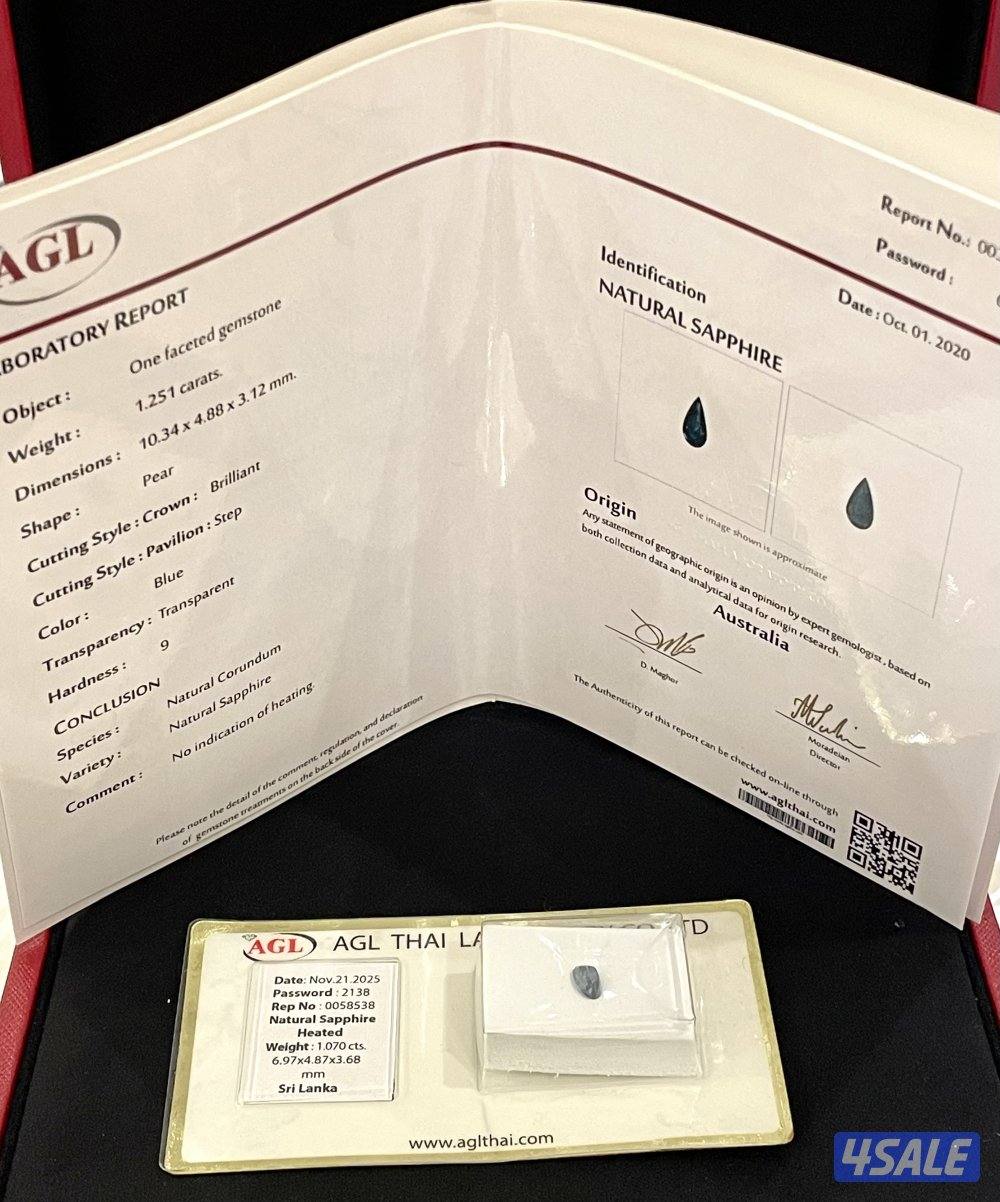 AGL
BORATORY REPORT
Object : One faceted gemstone
Weight : 1.251 carats.
Dimensions : 10.34 x 4.88 x 3.12 mm.
Shape : Pear
Cutting Style : Crown : Brilliant
Cutting Style : Pavilion : Step
Color : Blue
Transparency : Transparent
Hardness : 9
CONCLUSION
Species : Natural Corundum
Variety : Natural Sapphire
Comment : No indication of heating.
Please note the detail of the comment, regulation, and declaration
of gemstone treatments on the back side of the cover.
Report No.: 00
Password :
Date : Oct. 01. 2020
Identification
NATURAL SAPPHIRE
The image shown is approximate
Origin
Any statement of geographic origin is an opinion by expert gemologist, based on
both collection data and analytical data for origin research.
Australia
D. Maghor
Moradeian
Director
The Authenticity of this report can be checked on-line through
www.aglthai.com
AGL AGL THAI LA CO LTD
Date: Nov.21.2025
Password : 2138
Rep No : 0058538
Natural Sapphire
Heated
Weight : 1.070 cts.
6.97x4.87x3.68
mm
Sri Lanka
www.aglthai.com
4SALE